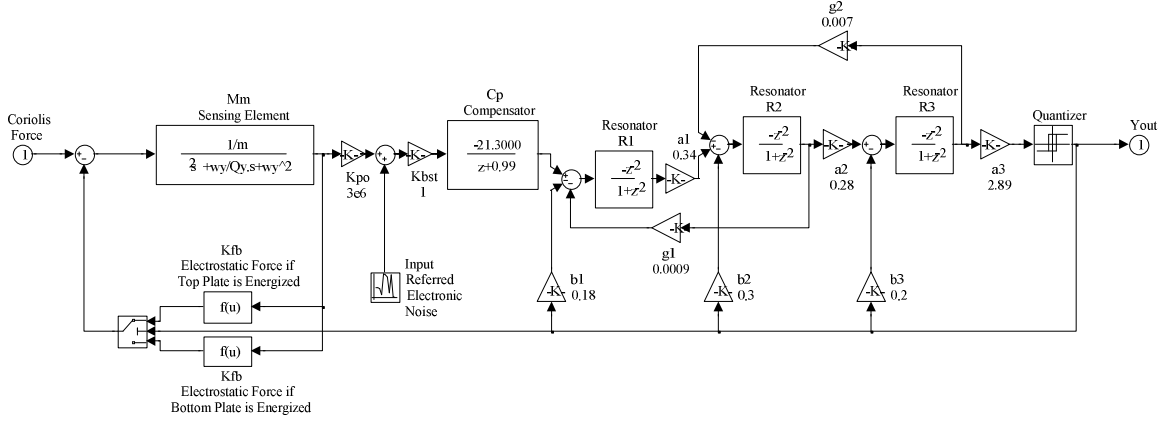 g2
0.007
Mm
Sensing Element
Cp
Compensator
Resonator
R1
a1
0.34
Resonator
R2
Resonator
R3
Quantizer
Yout
Coriolis
Force
1
+
-
1/m
s^2 +wy/Qy.s+wy^2
-K-
Kpo
3e6
+
+
-K-
Kbst
1
-21.3000
z+0.99
+
-
-
-z-2
1+z-2
-K-
-K
+
-
-z-2
1+z-2
-K-
a2
0.28
+
-
-z-2
1+z-2
-K-
a3
2.89
1
-K
g1
0.0009
Kfb
Electrostatic Force if
Top Plate is Energized
f(u)
Input
Referred
Electronic
Noise
b1
-K-
0.18
b2
-K-
0.3
b3
-K-
0.2
f(u)
Kfb
Electrostatic Force if
Bottom Plate is Energized